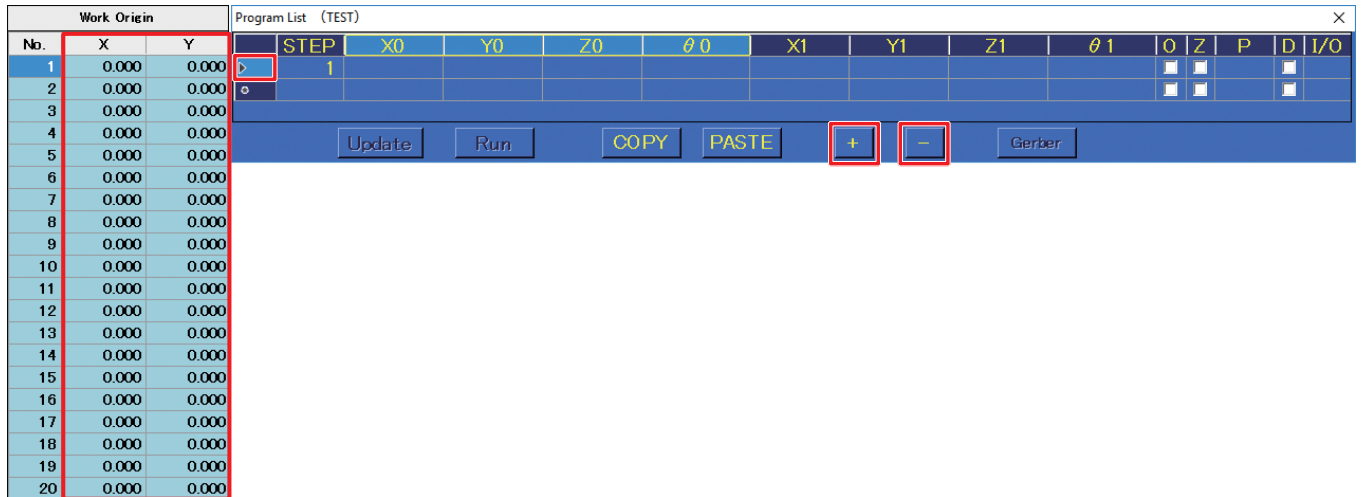 Work Origin
No. X Y
1 0.000 0.000
2 0.000 0.000
3 0.000 0.000
4 0.000 0.000
5 0.000 0.000
6 0.000 0.000
7 0.000 0.000
8 0.000 0.000
9 0.000 0.000
10 0.000 0.000
11 0.000 0.000
12 0.000 0.000
13 0.000 0.000
14 0.000 0.000
15 0.000 0.000
16 0.000 0.000
17 0.000 0.000
18 0.000 0.000
19 0.000 0.000
20 0.000 0.000
Program List (TEST)
STEP X0 Y0 Z0 θ0 X1 Y1 Z1 θ1 O Z P D I/O
1
Update Run COPY PASTE + − Gerber